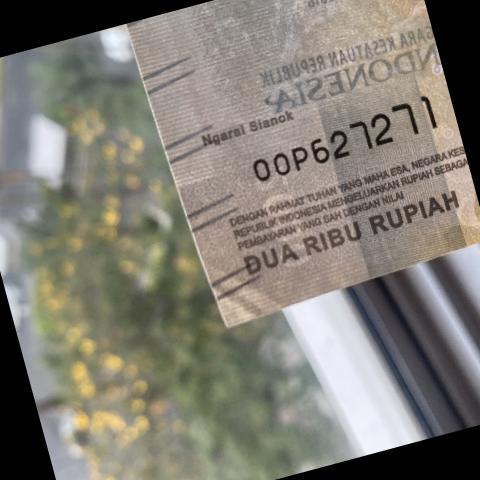 NEGARA KESATUAN REPUBLIK
INDONESIA
Ngarai Sianok
OOP627271
DENGAN RAHMAT TUHAN YANG MAHA ESA, NEGARA KES
REPUBLIK INDONESIA MENGELUARKAN RUPIAH SEBAGA
PEMBAYARAN YANG SAH DENGAN NILAI
DUA RIBU RUPIAH